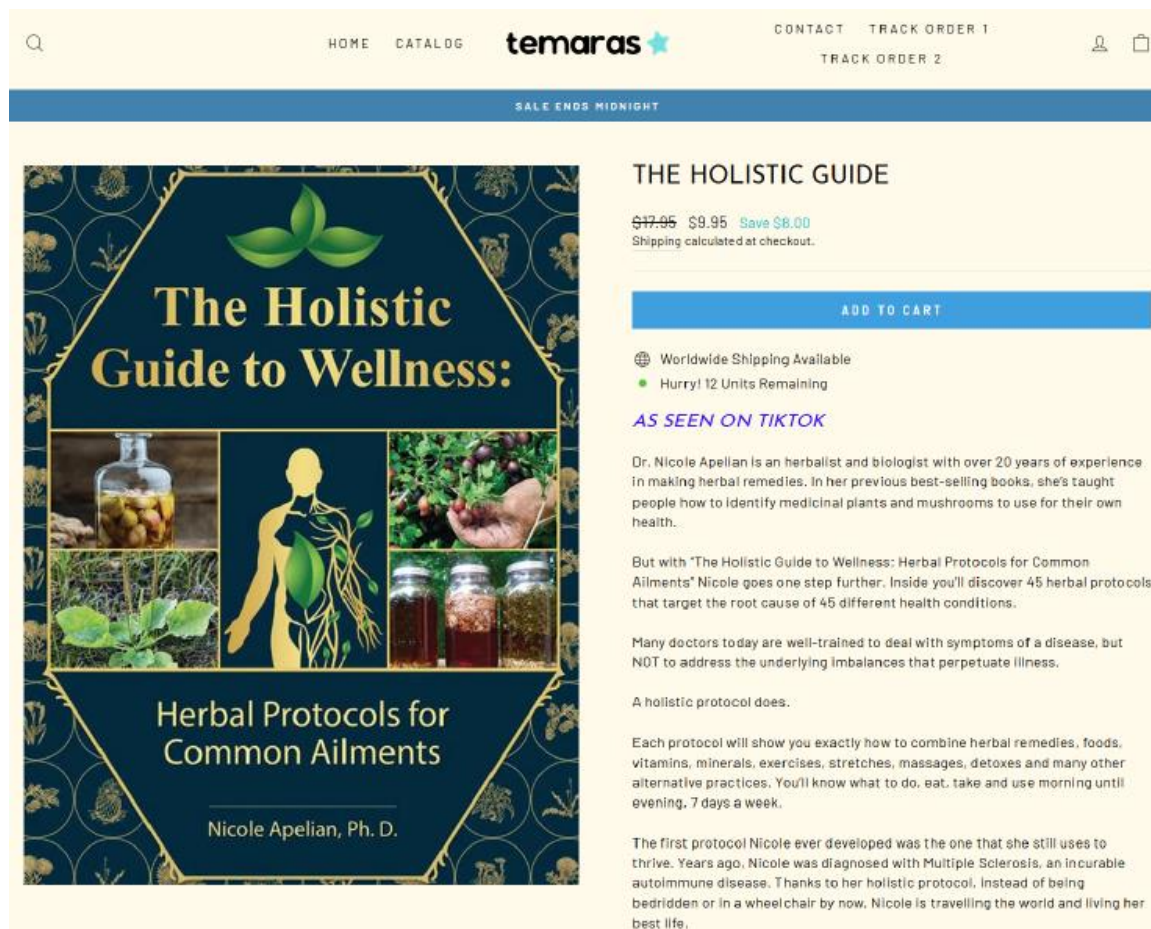 HOME CATALOG temaras CONTACT TRACK ORDER 1
TRACK ORDER 2
SALE ENDS MIDNIGHT
The Holistic
Guide to Wellness:
Herbal Protocols for
Common Ailments
Nicole Apelian, Ph. D.
THE HOLISTIC GUIDE
$17.95 $9.95 Save $8.00
Shipping calculated at checkout.
ADD TO CART
Worldwide Shipping Available
Hurry! 12 Units Remaining
AS SEEN ON TIKTOK
Dr. Nicole Apelian is an herbalist and biologist with over 20 years of experience
in making herbal remedies. In her previous best-selling books, she's taught
people how to identify medicinal plants and mushrooms to use for their own
health.
But with "The Holistic Guide to Wellness: Herbal Protocols for Common
Ailments" Nicole goes one step further. Inside you'll discover 45 herbal protocols
that target the root cause of 45 different health conditions.
Many doctors today are well-trained to deal with symptoms of a disease, but
NOT to address the underlying imbalances that perpetuate illness.
A holistic protocol does.
Each protocol will show you exactly how to combine herbal remedies, foods,
vitamins, minerals, exercises, stretches, massages, detoxes and many other
alternative practices. You'll know what to do, eat, take and use morning until
evening, 7 days a week.
The first protocol Nicole ever developed was the one that she still uses to
thrive. Years ago, Nicole was diagnosed with Multiple Sclerosis, an incurable
autoimmune disease. Thanks to her holistic protocol, instead of being
bedridden or in a wheelchair by now, Nicole is travelling the world and living her
best life.